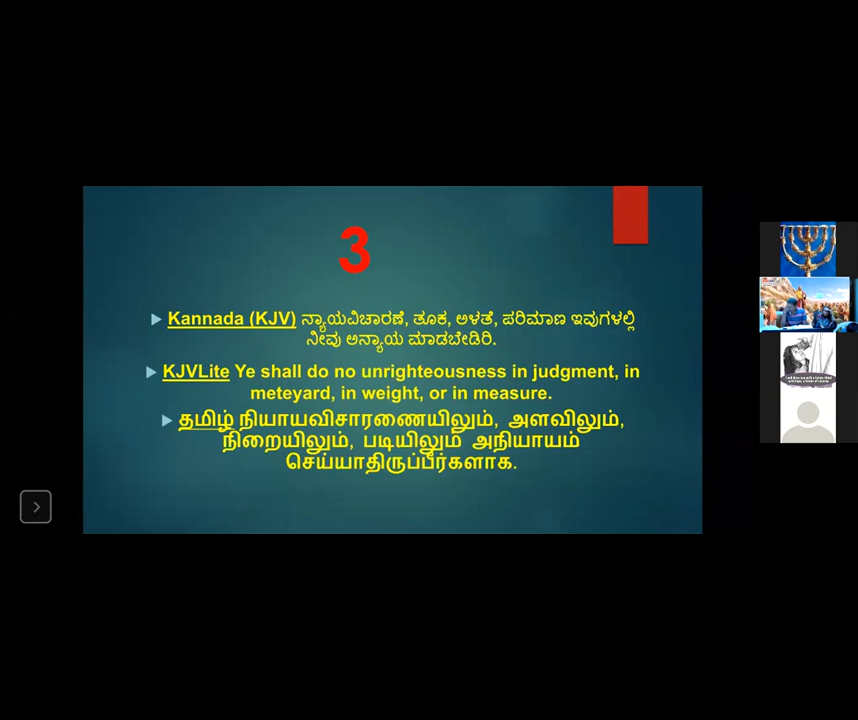 3
Kannada (KJV) ನ್ಯಾಯವಿಚಾರಣೆ, ತೂಕ, ಅಳತೆ, ಪರಿಮಾಣ ಇವುಗಳಲ್ಲಿ
ನೀವು ಅನ್ಯಾಯ ಮಾಡಬೇಡಿರಿ.
KJVLite Ye shall do no unrighteousness in judgment, in
meteyard, in weight, or in measure.
தமிழ் நியாயவிசாரணையிலும், அளவிலும்,
நிறையிலும், படியிலும் அநியாயம்
செய்யாதிருப்பீர்களாக.